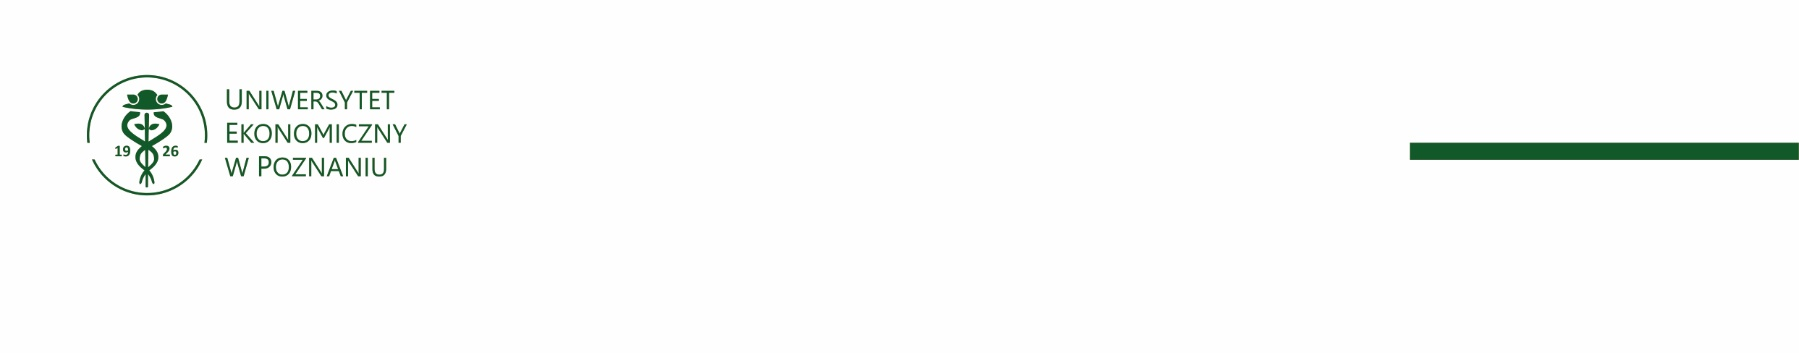 19 26
UNIWERSYTET
EKONOMICZNY
W POZNANIU